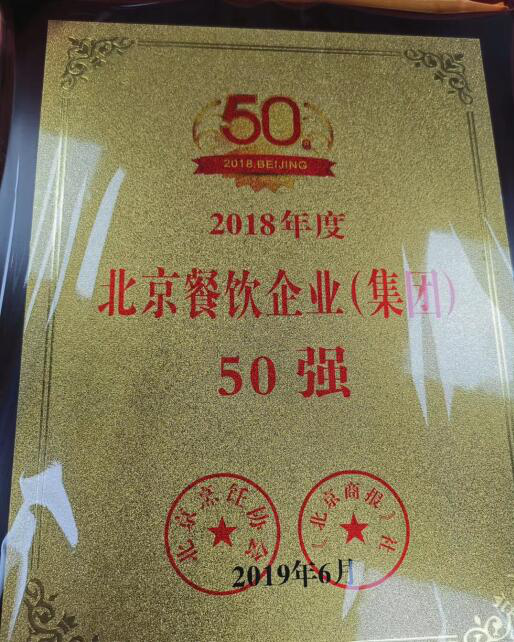 50强
2018.BEIJING
2018年度
北京餐饮企业(集团)
50 强
北京烹饪协会
《北京商报》社
2019年6月